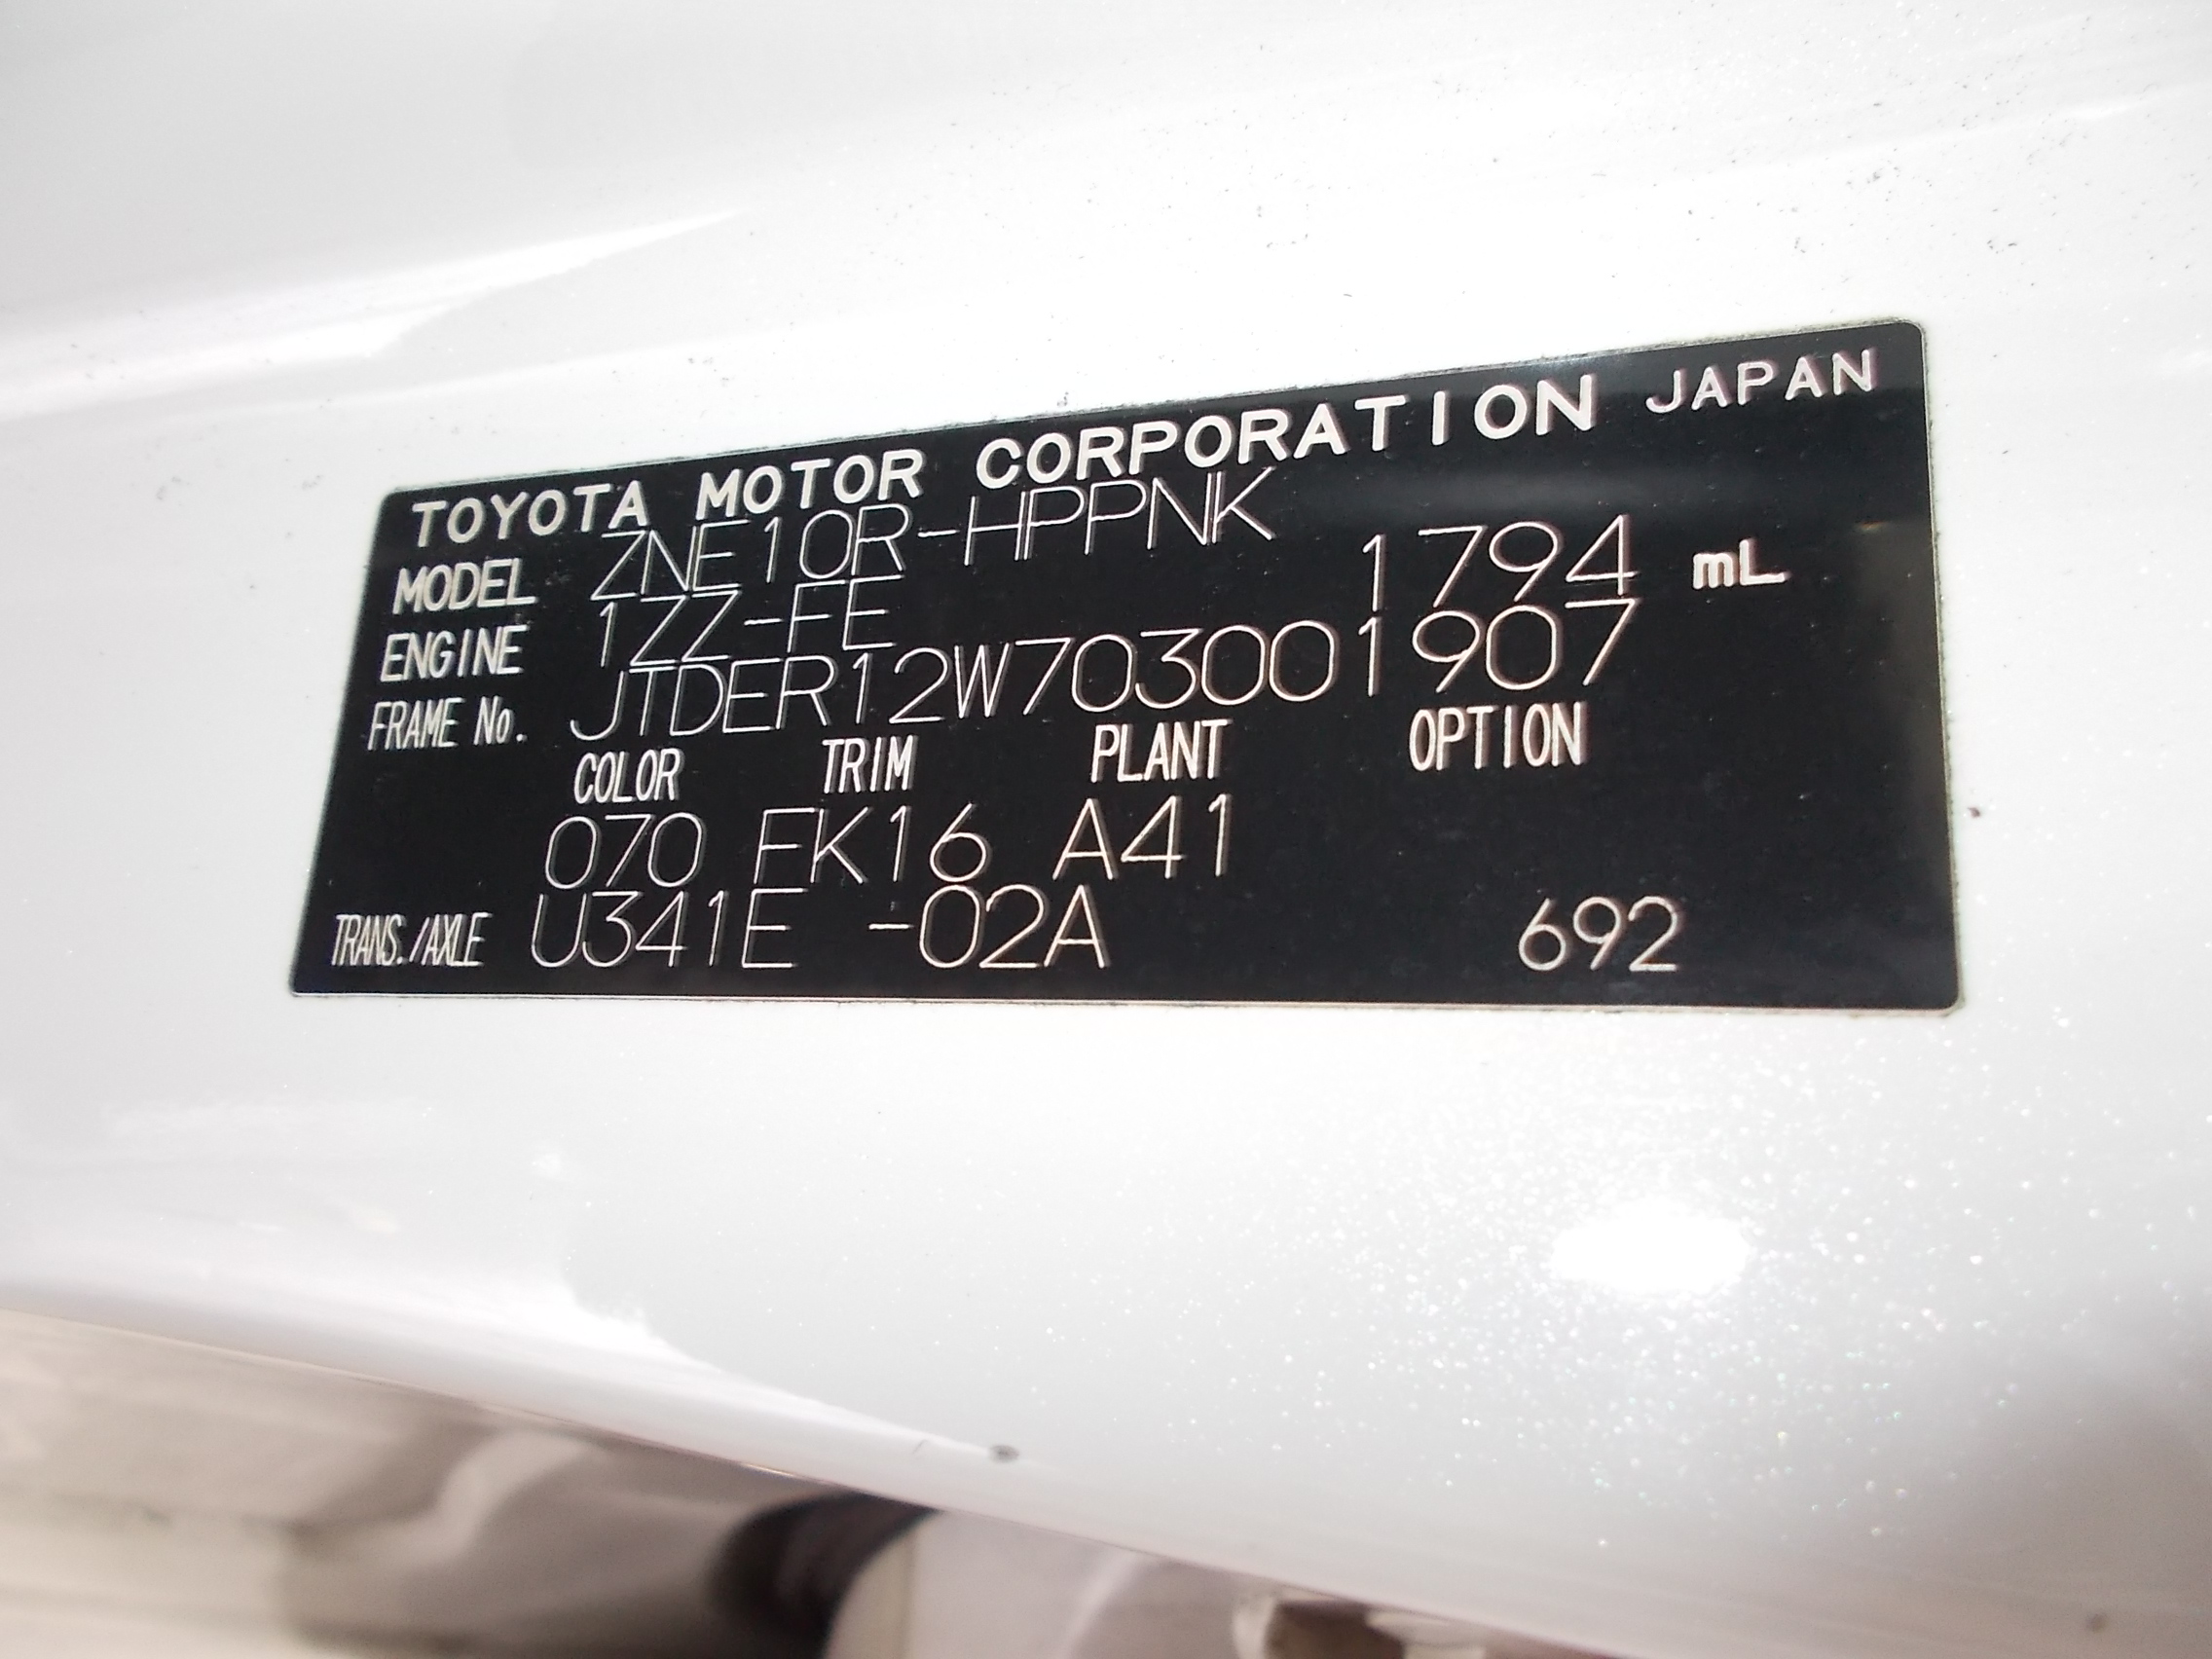 TOYOTA MOTOR CORPORATION JAPAN
MODEL ZNE10R-HPPNK
ENGINE 1ZZ-FE 1794 mL
FRAME No. JTDER12W703001907
COLOR TRIM PLANT OPTION
070 FK16 A41
TRANS./AXLE U341E -02A 692